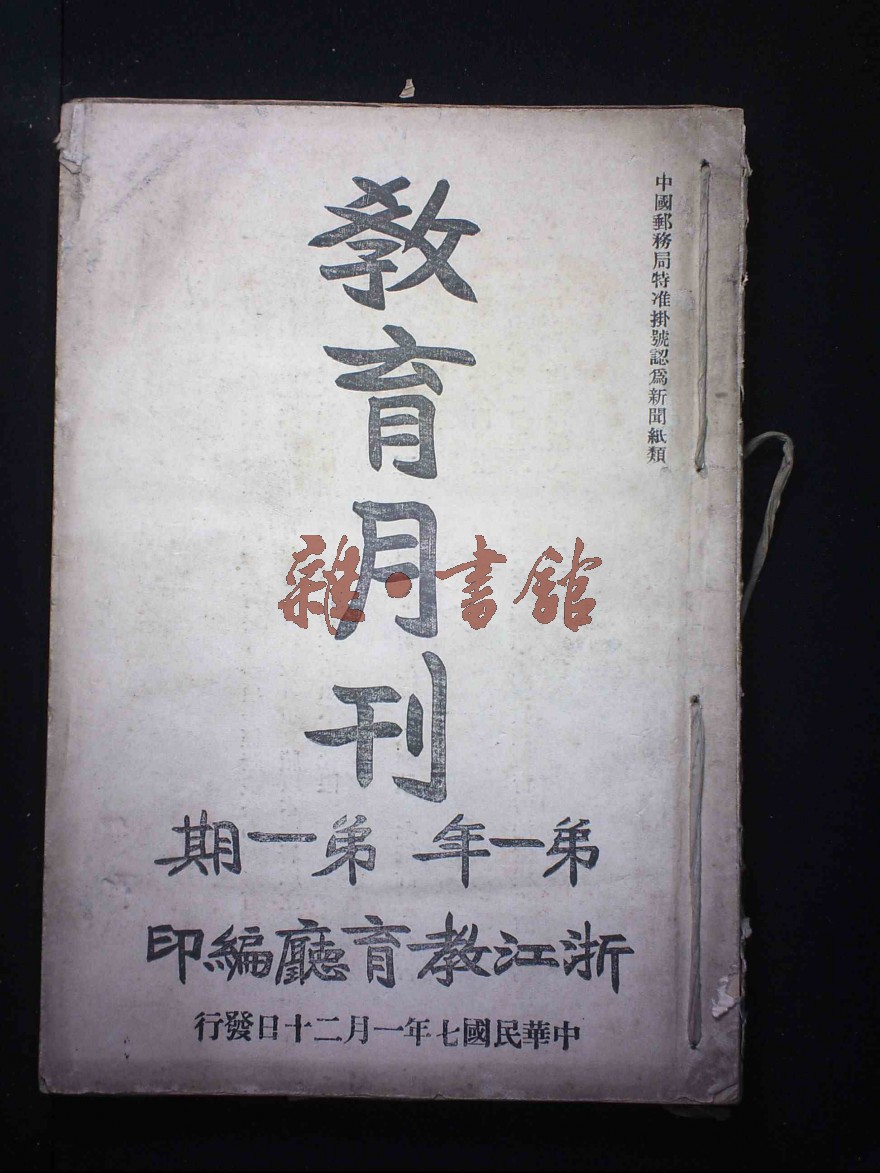 中國郵務局特准掛號認爲新聞紙類
教育月刊
弟一年 弟一期
浙江教育廳編印
中華民國七年一月二十日發行
雜·書館